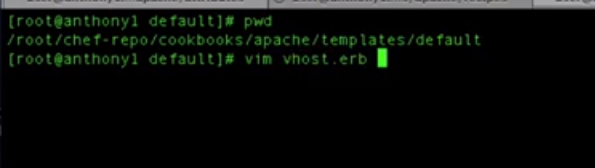 [root@anthony1 default]# pwd
/root/chef-repo/cookbooks/apache/templates/default
[root@anthony1 default]# vim vhost.erb